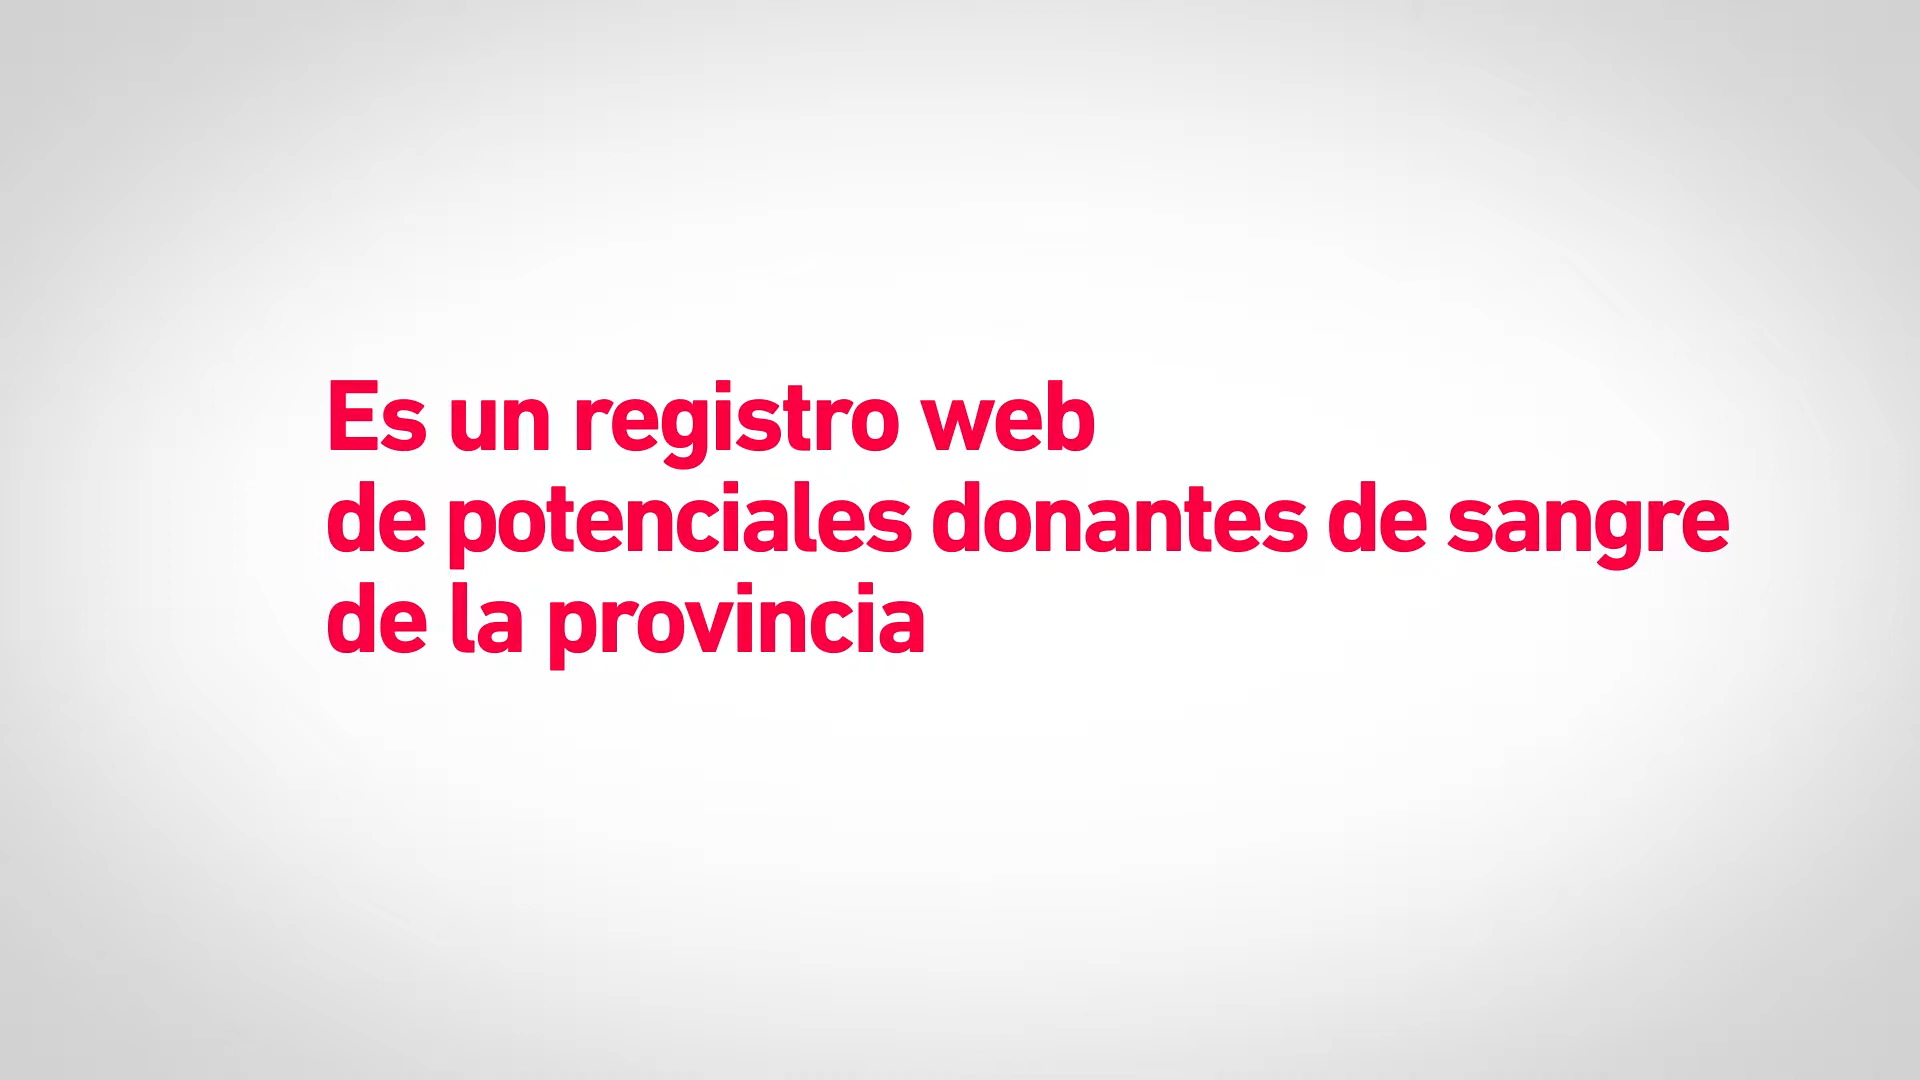 Es un registro web
de potenciales donantes de sangre
de la provincia